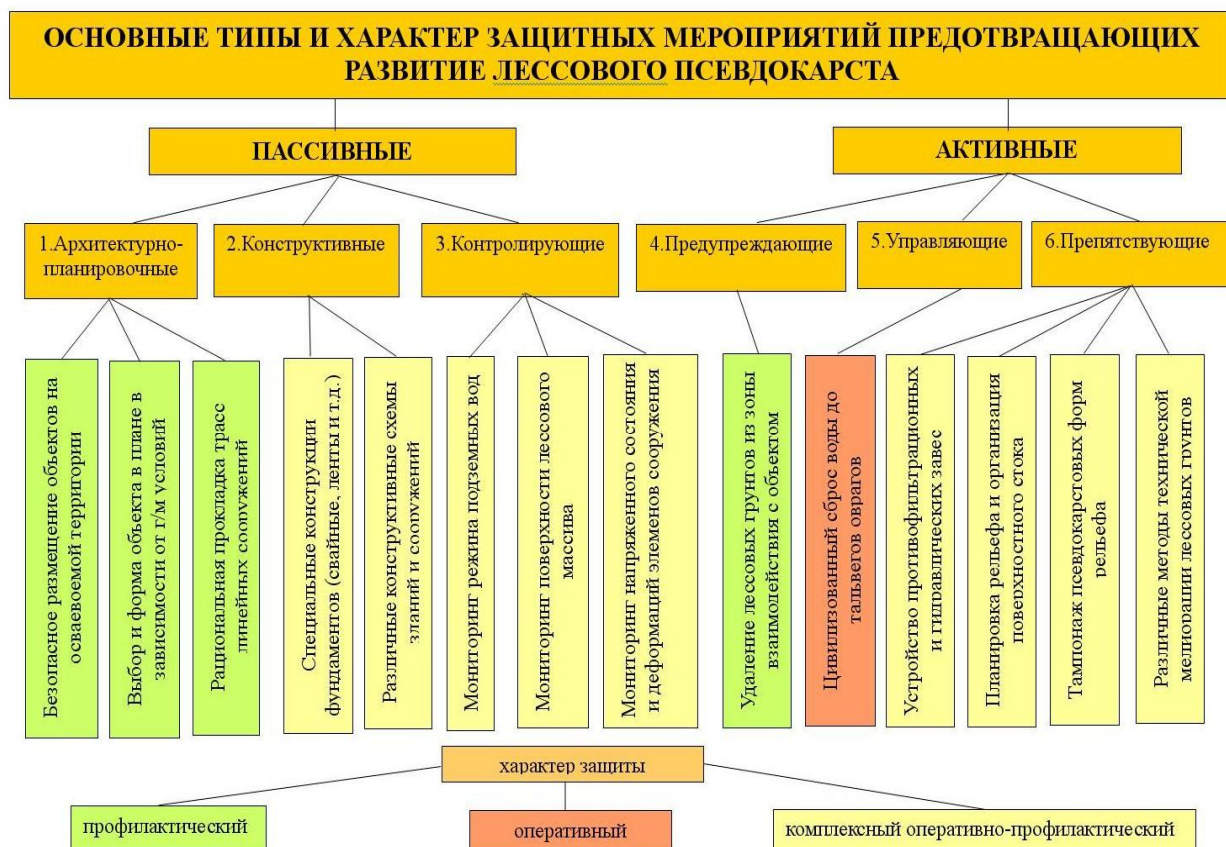 ОСНОВНЫЕ ТИПЫ И ХАРАКТЕР ЗАЩИТНЫХ МЕРОПРИЯТИЙ ПРЕДОТВРАЩАЮЩИХ
РАЗВИТИЕ ЛЕССОВОГО ПСЕВДОКАРСТА
ПАССИВНЫЕ
АКТИВНЫЕ
1.Архитектурно-
планировочные
2.Конструктивные
3.Контролирующие
4.Предупреждающие
5.Управляющие
6.Препятствующие
Безопасное размещение объектов на
осваевоемой территории
Выбор и форма объекта в плане в
зависимости от г/м условий
Рациональная прокладка трасс
линейных сооружений
Специальные конструкции
фундаментов (свайные, ленты и т.д.)
Различные конструктивные схемы
зданий и сооружений
Мониторинг режина подземных вод
Мониторинг поверхности лессового
массива
Мониторинг напряженного состояния
и деформаций элеменов сооружения
Удаление лессовых грунтов из зоны
взаимодействия с объектом
Цивилизованный сброс воды до
тальветов оврагов
Устройство противофильтрационных
и гидравлических завес
Планировка рельефа и организация
поверхностного стока
Тампонаж псевдокарстовых форм
рельефа
Различные методы технической
мелиорации лессовых грунтов
характер защиты
профилактический
оперативный
комплексный оперативно-профилактический